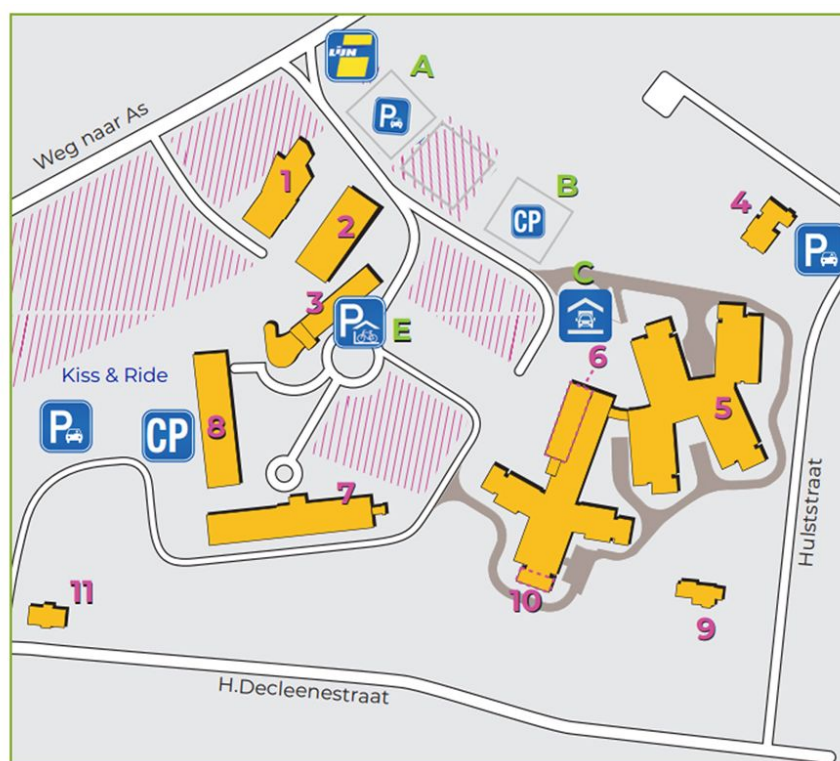 LIJN
A
P
Weg naar As
1
B
CP
2
4
P
3
C
P
E
6
Kiss & Ride
5
P
CP
8
7
Hulststraat
11
10
9
H.Decleenestraat